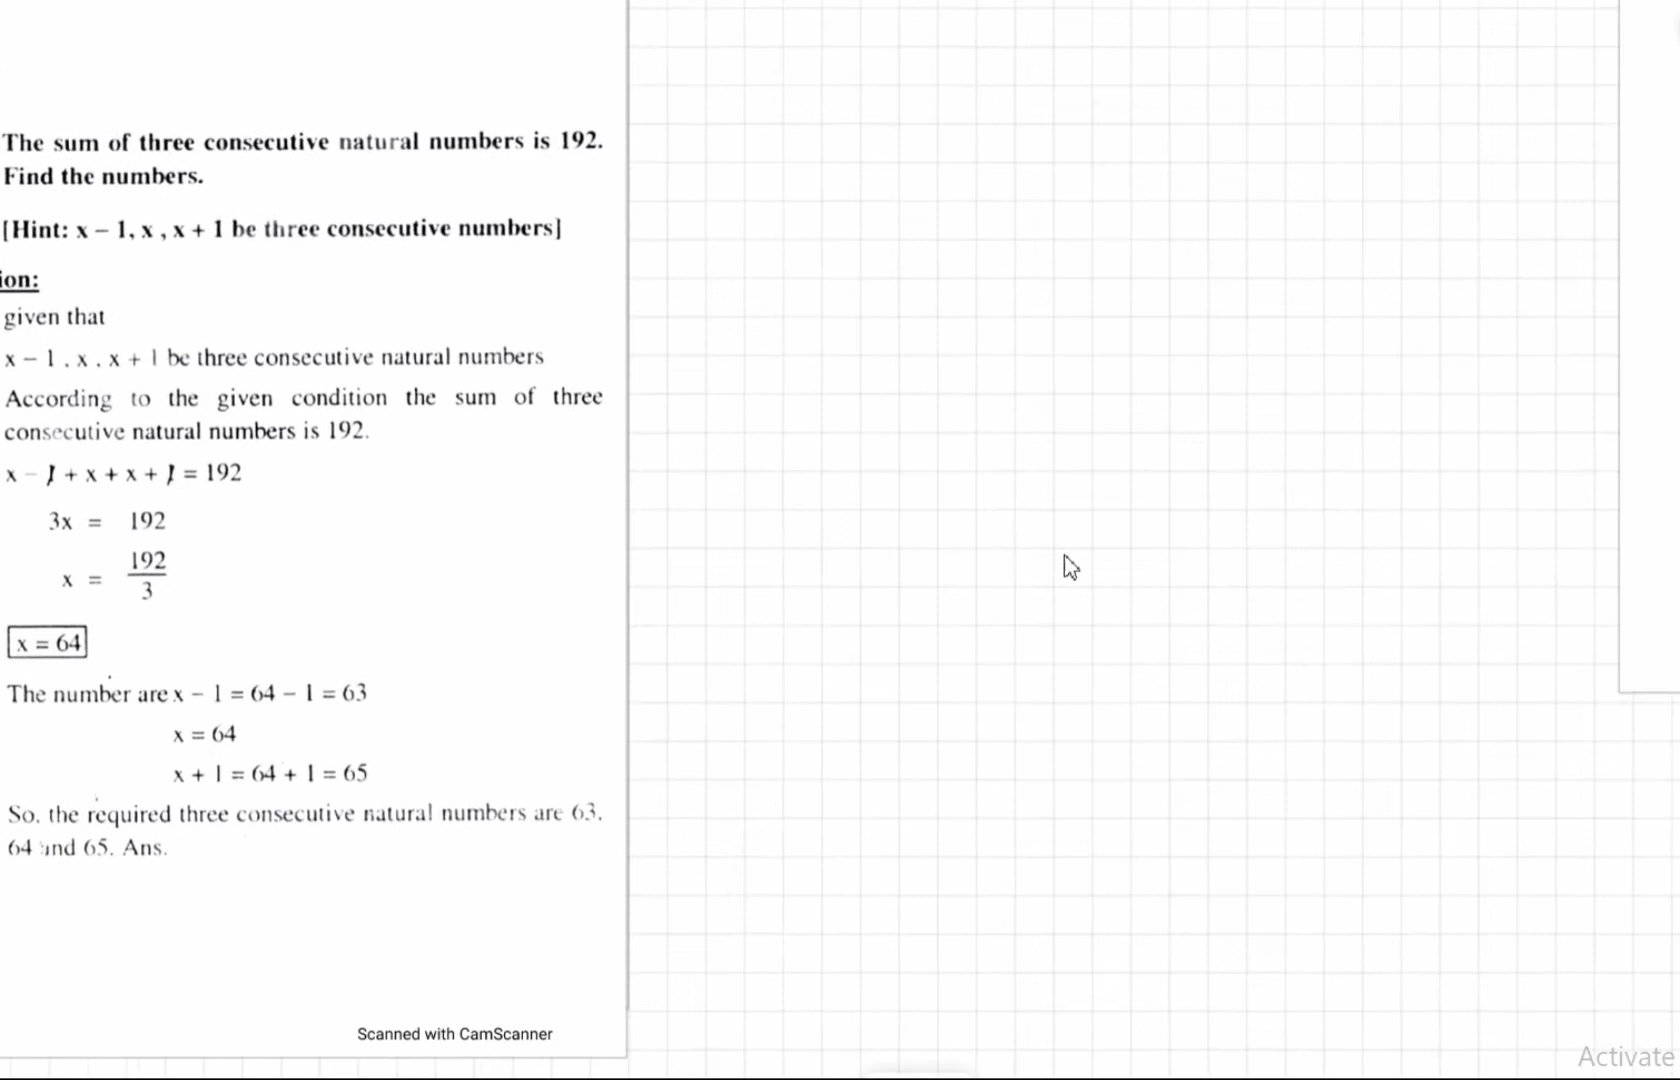 The sum of three consecutive natural numbers is 192.
Find the numbers.
[Hint: x – 1, x , x + 1 be three consecutive numbers]
ion:
given that
x – 1 . x . x + 1 be three consecutive natural numbers
According to the given condition the sum of three
consecutive natural numbers is 192.
x – 1 + x + x + 1 = 192
3x = 192
x = 192/3
x = 64
The number are x – 1 = 64 – 1 = 63
x = 64
x + 1 = 64 + 1 = 65
So. the required three consecutive natural numbers are 63.
64 and 65. Ans.
Scanned with CamScanner
Activate